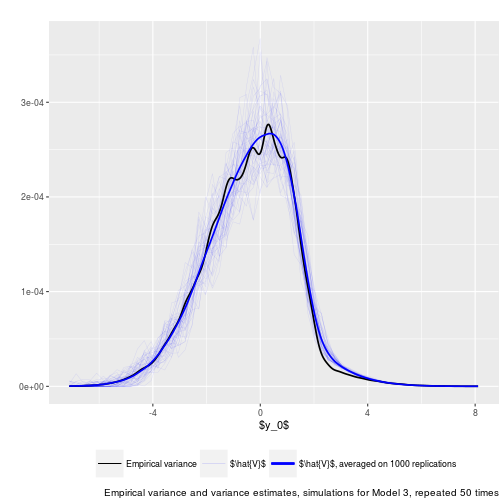 3e-04
2e-04
1e-04
0e+00
-4 0 4 8
$y_0$
Empirical variance $\hat{V}$ $\hat{V}$, averaged on 1000 replications
Empirical variance and variance estimates, simulations for Model 3, repeated 50 times